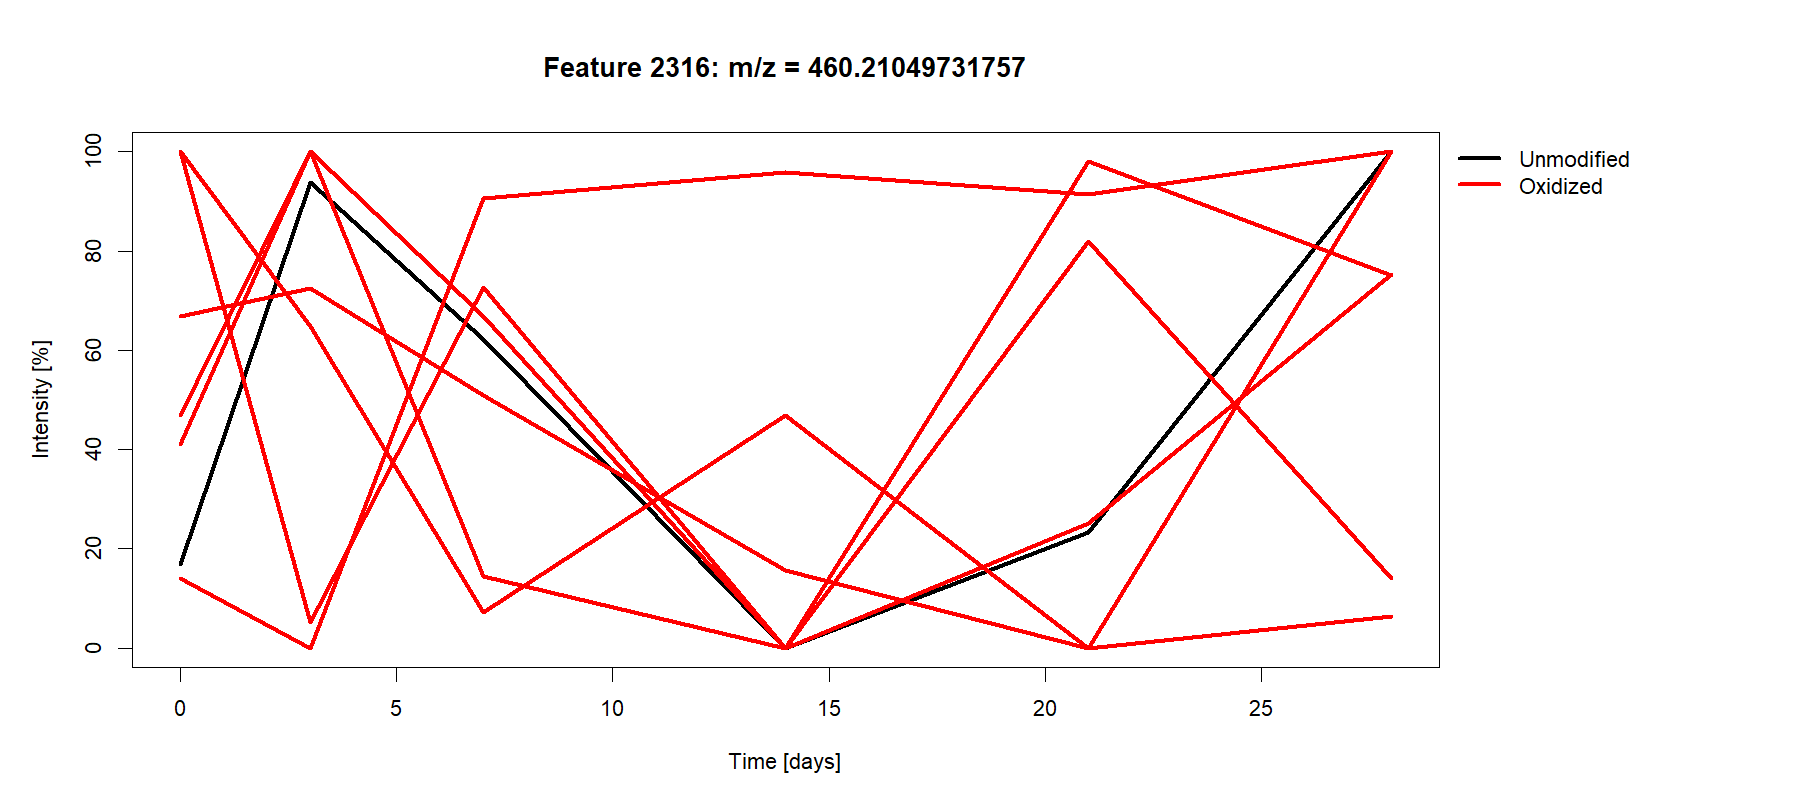 Feature 2316: m/z = 460.21049731757
Unmodified
Oxidized
Intensity [%]
100
80
60
40
20
0
0 5 10 15 20 25
Time [days]